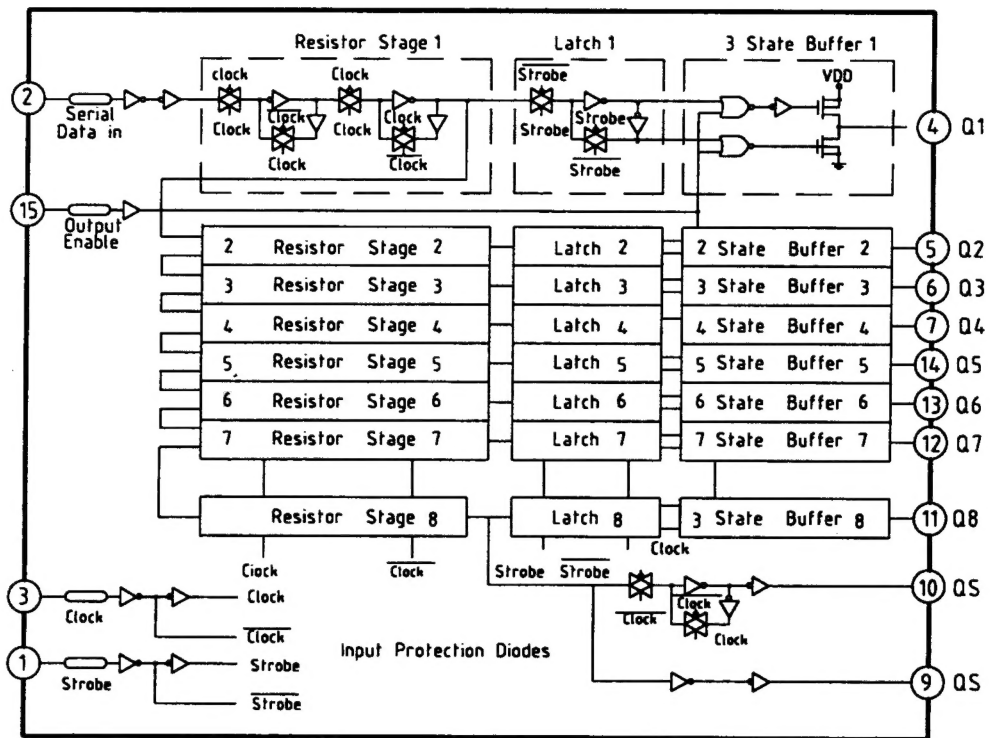 Resistor Stage 1
Latch 1
3 State Buffer 1
VDD
clock
Clock
Clock
Clock
Clock
Clock
Clock
Clock
Strobe
Strobe
Strobe
Strobe
2
Serial
Data in
4
Q1
15
Output
Enable
2 Resistor Stage 2
Latch 2
2 State Buffer 2
5
Q2
3 Resistor Stage 3
Latch 3
3 State Buffer 3
6
Q3
4 Resistor Stage 4
Latch 4
4 State Buffer 4
7
Q4
5 Resistor Stage 5
Latch 5
5 State Buffer 5
14
Q5
6 Resistor Stage 6
Latch 6
6 State Buffer 6
13
Q6
7 Resistor Stage 7
Latch 7
7 State Buffer 7
12
Q7
Resistor Stage 8
Latch 8
3 State Buffer 8
11
Q8
Clock
Clock
Strobe
Strobe
Clock
Clock
Clock
Clock
10
QS
3
Clock
Clock
Clock
1
Strobe
Strobe
Strobe
Input Protection Diodes
9
QS